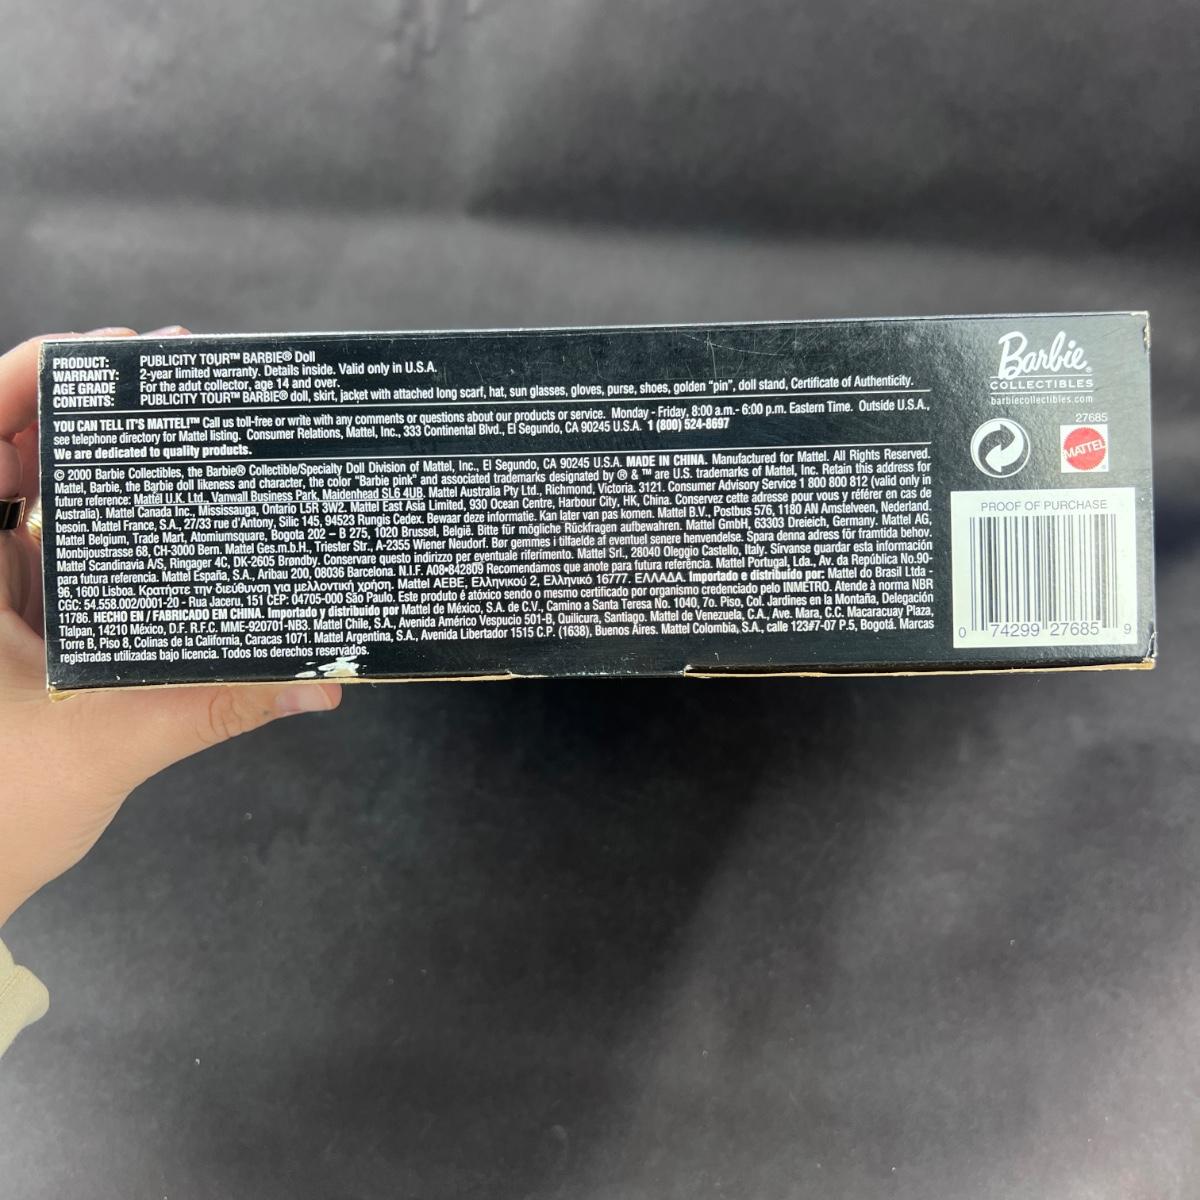 PRODUCT: PUBLICITY TOUR™ BARBIE® Doll
WARRANTY: 2-year limited warranty. Details inside. Valid only in U.S.A.
AGE GRADE For the adut collector, age 14 and over.
CONTENTS: PUBLICITY TOUR™ BARBIE® doll, skirt, jacket with attached long scarf, hat, sun glasses, gloves, purse, shoes, golden "pin", doll stand, Certificate of Authenticity.
YOU CAN TELL IT'S MATTEL!™ Call us toll-free or write with any comments or questions about our products or service. Monday - Friday, 8:00 a.m.- 6:00 p.m. Eastern Time. Outside U.S.A.,
see telephone directory for Mattel listing. Consumer Relations, Mattel, Inc., 333 Continental Blvd., El Segundo, CA 90245 U.S.A. 1 (800) 524-8697
We are dedicated to quality products.
© 2000 Barbie Collectibles, the Barbie® Collectible/Specialty Doll Division of Mattel, Inc., El Segundo, CA 90245 U.S.A. MADE IN CHINA. Manufactured for Mattel. All Rights Reserved.
Mattel, Barbie, the Barbie doll likeness and character, the color "Barbie pink" and associated trademarks designated by ® & ™ are U.S. trademarks of Mattel, Inc. Retain this address for
future reference: Mattel U.K. Ltd., Vanwall Business Park, Maidenhead SL6 4UB. Mattel Australia Pty Ltd., Richmond, Victoria. 3121. Consumer Advisory Service 1 800 800 812 (valid only in
Australia). Mattel Canada Inc., Mississauga, Ontario L5R 3W2. Mattel East Asia Limited, 930 Ocean Centre, Harbour City, HK, China. Conservez cette adresse pour vous y référer en cas de
besoin. Mattel France, S.A., 27/33 rue d'Antony, Silic 145, 94523 Rungis Cedex. Bewaar deze informatie. Kan later van pas komen. Mattel B.V., Postbus 576, 1180 AN Amstelveen, Nederland.
Mattel Belgium, Trade Mart, Atomiumsquare, Bogota 202 – B 275, 1020 Brussel, België. Bitte für mögliche Rückfragen aufbewahren. Mattel GmbH, 63303 Dreieich, Germany. Mattel AG,
Monbijoustrasse 68, CH-3000 Bern. Mattel Ges.m.b.H., Triester Str., A-2355 Wiener Neudorf. Bør gemmes i tilfælde af eventuel senere henvendelse. Spara denna adress för framtida behov.
Mattel Scandinavia A/S, Ringager 4C, DK-2605 Brøndby. Conservare questo indirizzo per eventuale riferimento. Mattel Srl., 28040 Oleggio Castello, Italy. Sírvanse guardar esta información
para futura referencia. Mattel España, S.A., Aribau 200, 08036 Barcelona. N.I.F. A08-842809 Recomendamos que anote para futura referência. Mattel Portugal, Lda., Av. da República No.90-
96, 1600 Lisboa. Κρατήστε την διεύθυνση για μελλοντική χρήση. Mattel AEBE, Ελληνικού 2, Ελληνικό 16777. ΕΛΛΑΔΑ. Importado e distribuido por: Mattel do Brasil Ltda -
CGC: 54.558.002/0001-20 - Rua Jaceru, 151 CEP: 04705-000 São Paulo. Este produto é atóxico sendo o mesmo certificado por organismo credenciado pelo INMETRO. Atende à norma NBR
11786. HECHO EN / FABRICADO EN CHINA. Importado y distribuido por Mattel de México, S.A. de C.V., Camino a Santa Teresa No. 1040, 7o. Piso, Col. Jardines en la Montaña, Delegación
Tlalpan, 14210 México, D.F. R.F.C. MME-920701-NB3. Mattel Chile, S.A., Avenida Américo Vespucio 501-B, Quilicura, Santiago. Mattel de Venezuela, C.A., Ave. Mara, C.C. Macaracuay Plaza,
Torre B, Piso 8, Colinas de la California, Caracas 1071. Mattel Argentina, S.A., Avenida Libertador 1515 C.P. (1638), Buenos Aires. Mattel Colombia, S.A., calle 123#7-07 P.5, Bogotá. Marcas
registradas utilizadas bajo licencia. Todos los derechos reservados.
Barbie®
COLLECTIBLES
barbiecollectibles.com
27685
MATTEL
PROOF OF PURCHASE
0 74299 27685 9